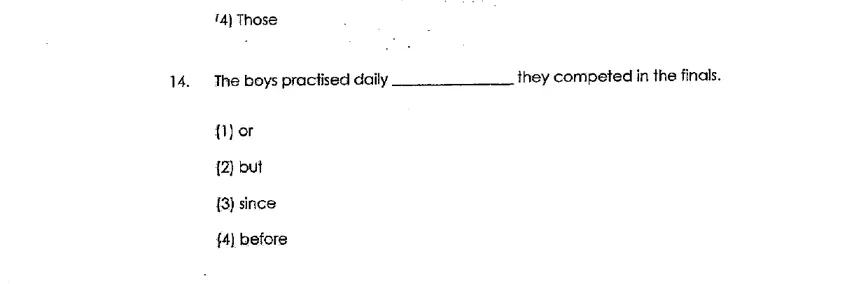 (4) Those
14. The boys practised daily ____________ they competed in the finals.
(1) or
(2) but
(3) since
(4) before